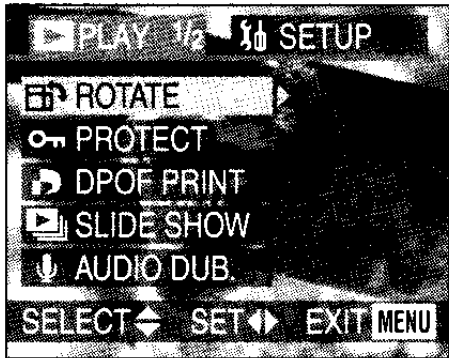 PLAY 1/2 SETUP
ROTATE
PROTECT
DPOF PRINT
SLIDE SHOW
AUDIO DUB.
SELECT SET EXIT MENU